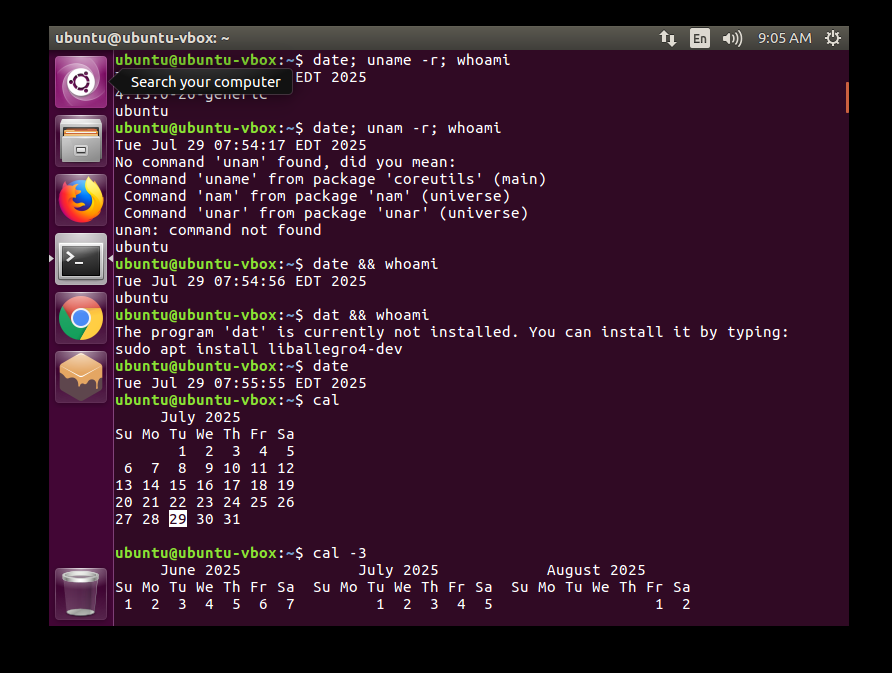 ubuntu@ubuntu-vbox: ~ En 9:05 AM
ubuntu@ubuntu-vbox:~$ date; uname -r; whoami
Search your computer EDT 2025
ubuntu
ubuntu@ubuntu-vbox:~$ date; unam -r; whoami
Tue Jul 29 07:54:17 EDT 2025
No command 'unam' found, did you mean:
 Command 'uname' from package 'coreutils' (main)
 Command 'nam' from package 'nam' (universe)
 Command 'unar' from package 'unar' (universe)
unam: command not found
ubuntu
ubuntu@ubuntu-vbox:~$ date && whoami
Tue Jul 29 07:54:56 EDT 2025
ubuntu
ubuntu@ubuntu-vbox:~$ dat && whoami
The program 'dat' is currently not installed. You can install it by typing:
sudo apt install liballegro4-dev
ubuntu@ubuntu-vbox:~$ date
Tue Jul 29 07:55:55 EDT 2025
ubuntu@ubuntu-vbox:~$ cal
     July 2025
Su Mo Tu We Th Fr Sa
       1  2  3  4  5
 6  7  8  9 10 11 12
13 14 15 16 17 18 19
20 21 22 23 24 25 26
27 28 29 30 31
ubuntu@ubuntu-vbox:~$ cal -3
     June 2025             July 2025            August 2025
Su Mo Tu We Th Fr Sa  Su Mo Tu We Th Fr Sa  Su Mo Tu We Th Fr Sa
 1  2  3  4  5  6  7         1  2  3  4  5                  1  2